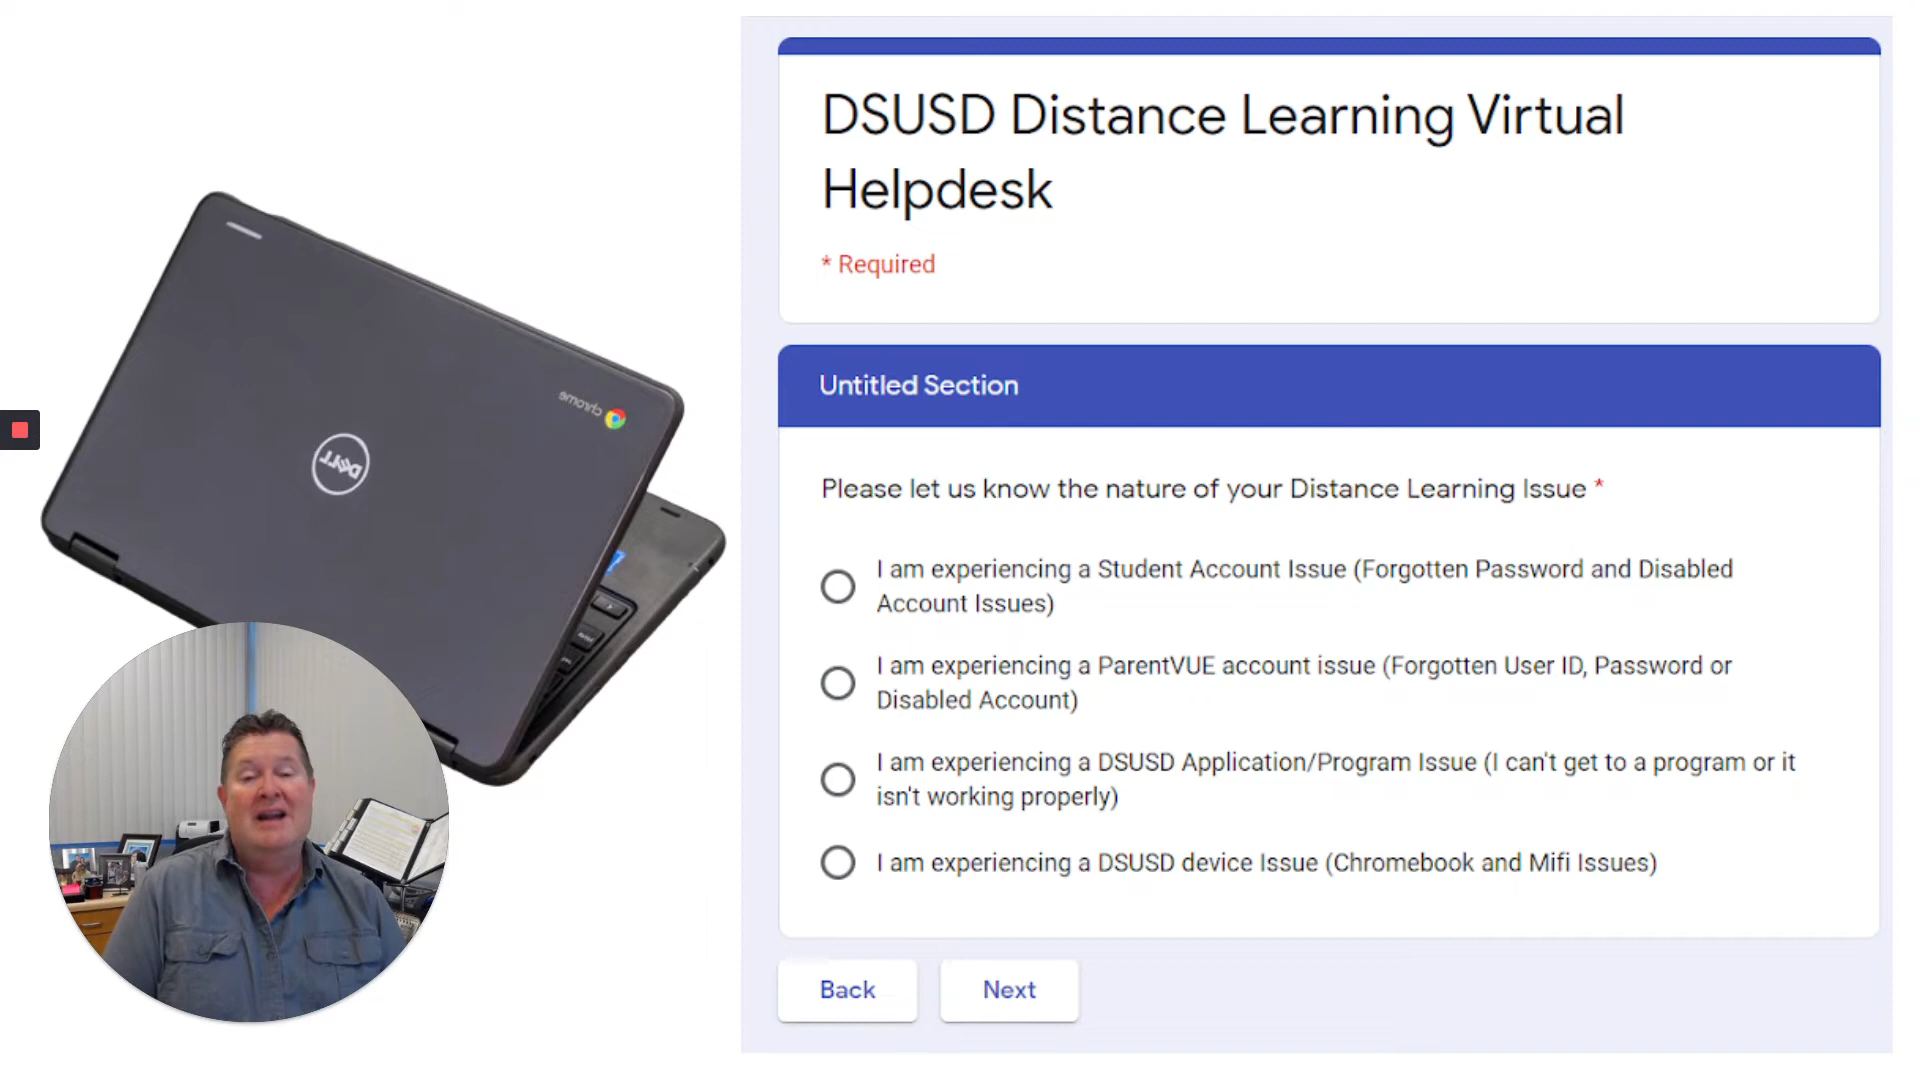 DSUSD Distance Learning Virtual
Helpdesk
* Required
Untitled Section
Please let us know the nature of your Distance Learning Issue *
I am experiencing a Student Account Issue (Forgotten Password and Disabled
Account Issues)
I am experiencing a ParentVUE account issue (Forgotten User ID, Password or
Disabled Account)
I am experiencing a DSUSD Application/Program Issue (I can't get to a program or it
isn't working properly)
I am experiencing a DSUSD device Issue (Chromebook and Mifi Issues)
Back Next
chrome
DELL